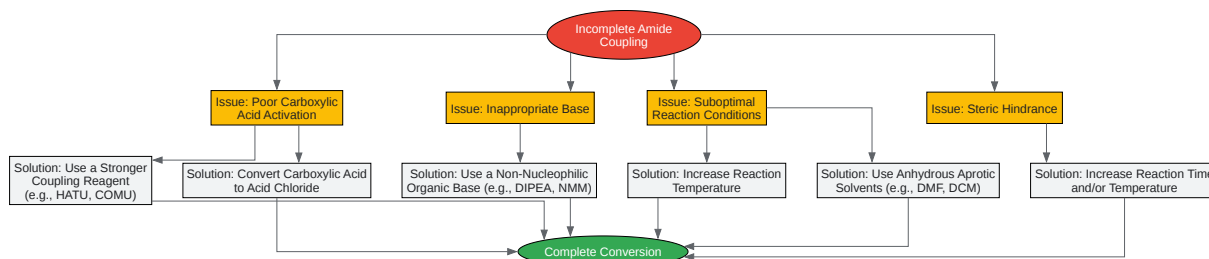 Incomplete Amide
Coupling
Issue: Poor Carboxylic
Acid Activation
Issue: Inappropriate Base
Issue: Suboptimal
Reaction Conditions
Issue: Steric Hindrance
Solution: Use a Stronger
Coupling Reagent
(e.g., HATU, COMU)
Solution: Convert Carboxylic Acid
to Acid Chloride
Solution: Use a Non-Nucleophilic
Organic Base (e.g., DIPEA, NMM)
Solution: Increase Reaction
Temperature
Solution: Use Anhydrous Aprotic
Solvents (e.g., DMF, DCM)
Solution: Increase Reaction Time
and/or Temperature
Complete Conversion